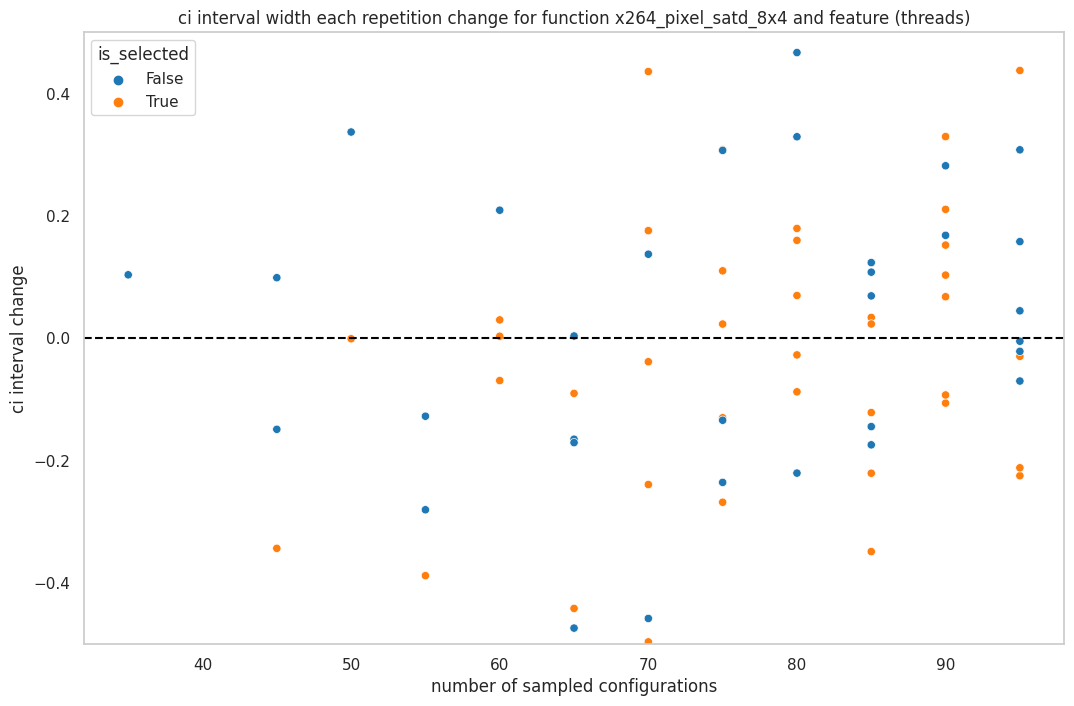 ci interval width each repetition change for function x264_pixel_satd_8x4 and feature (threads)
is_selected
False
True
0.4
0.2
0.0
−0.2
−0.4
ci interval change
40 50 60 70 80 90
number of sampled configurations